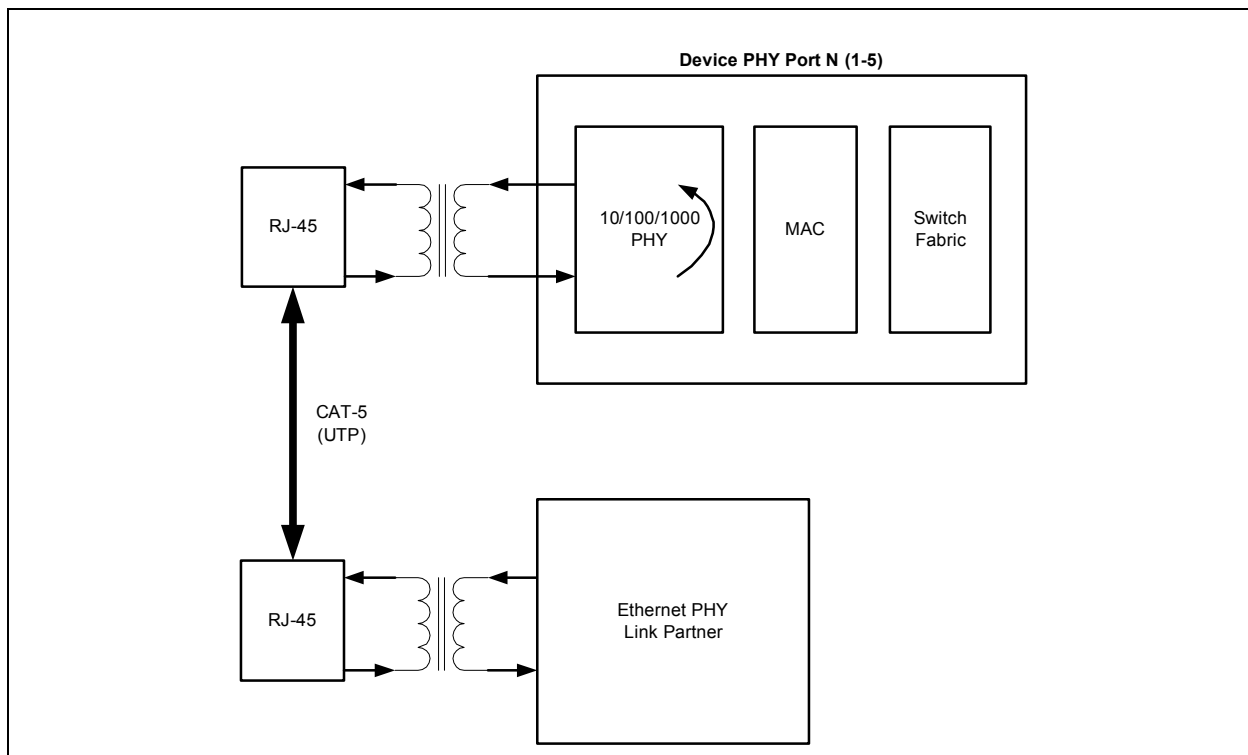 Device PHY Port N (1-5)
RJ-45
10/100/1000
PHY
MAC
Switch
Fabric
CAT-5
(UTP)
RJ-45
Ethernet PHY
Link Partner